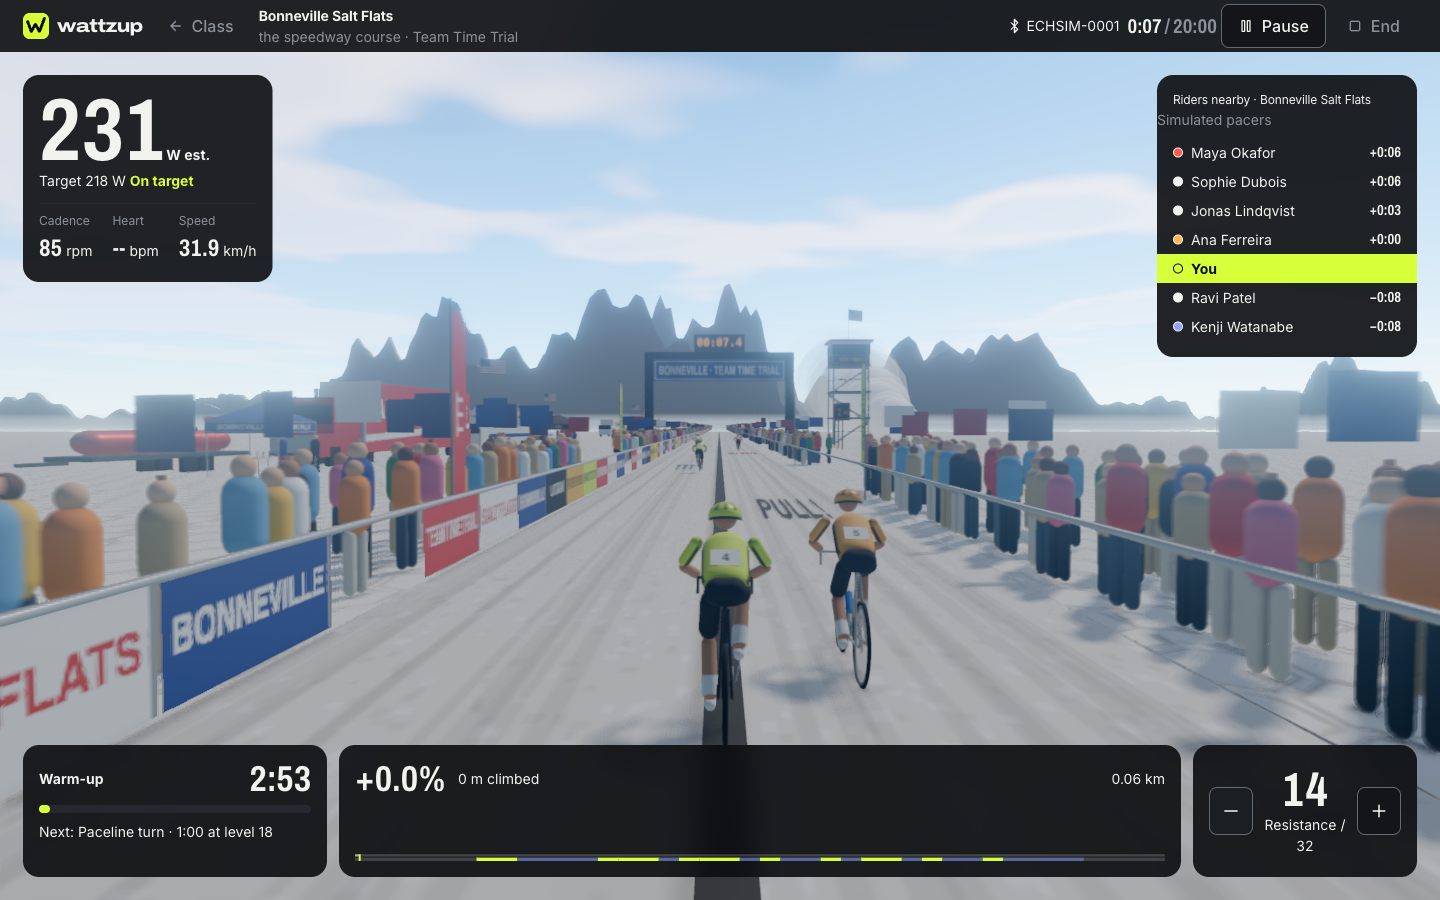 wattzup
Class
Bonneville Salt Flats
the speedway course · Team Time Trial
ECHSIM-0001 0:07 / 20:00
Pause
End
231 W est.
Target 218 W On target
Cadence Heart Speed
85 rpm -- bpm 31.9 km/h
Riders nearby · Bonneville Salt Flats
Simulated pacers
Maya Okafor +0:06
Sophie Dubois +0:06
Jonas Lindqvist +0:03
Ana Ferreira +0:00
You
Ravi Patel −0:08
Kenji Watanabe −0:08
00:07.4
BONNEVILLE · TEAM TIME TRIAL
PULL
4
5
FLATS
BONNEVILLE
Warm-up 2:53
Next: Paceline turn · 1:00 at level 18
+0.0% 0 m climbed 0.06 km
14
Resistance /
32